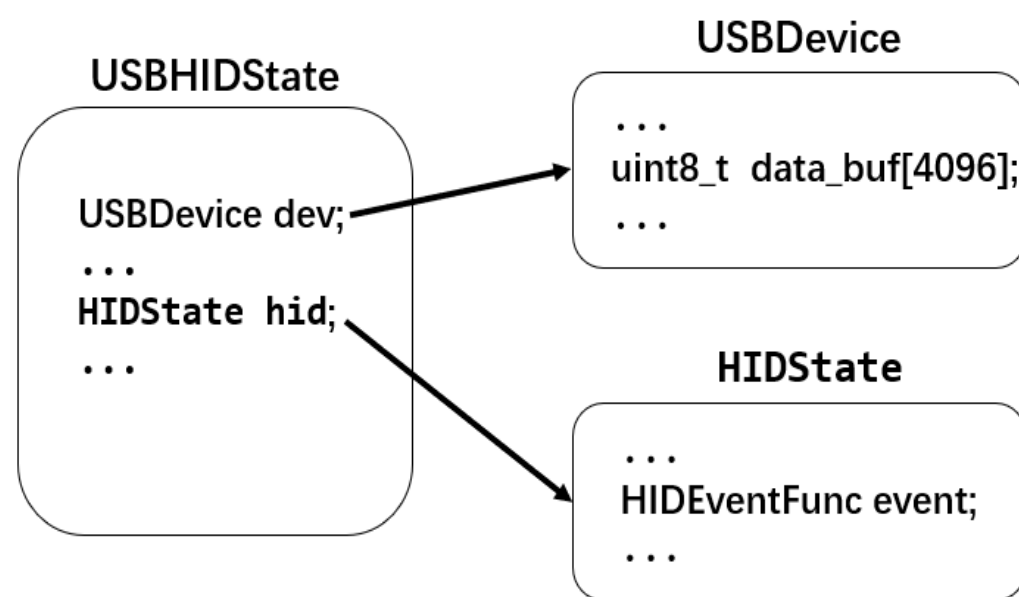 USBHIDState
USBDevice dev;
...
HIDState hid;
...
USBDevice
...
uint8_t data_buf[4096];
...
HIDState
...
HIDEventFunc event;
...